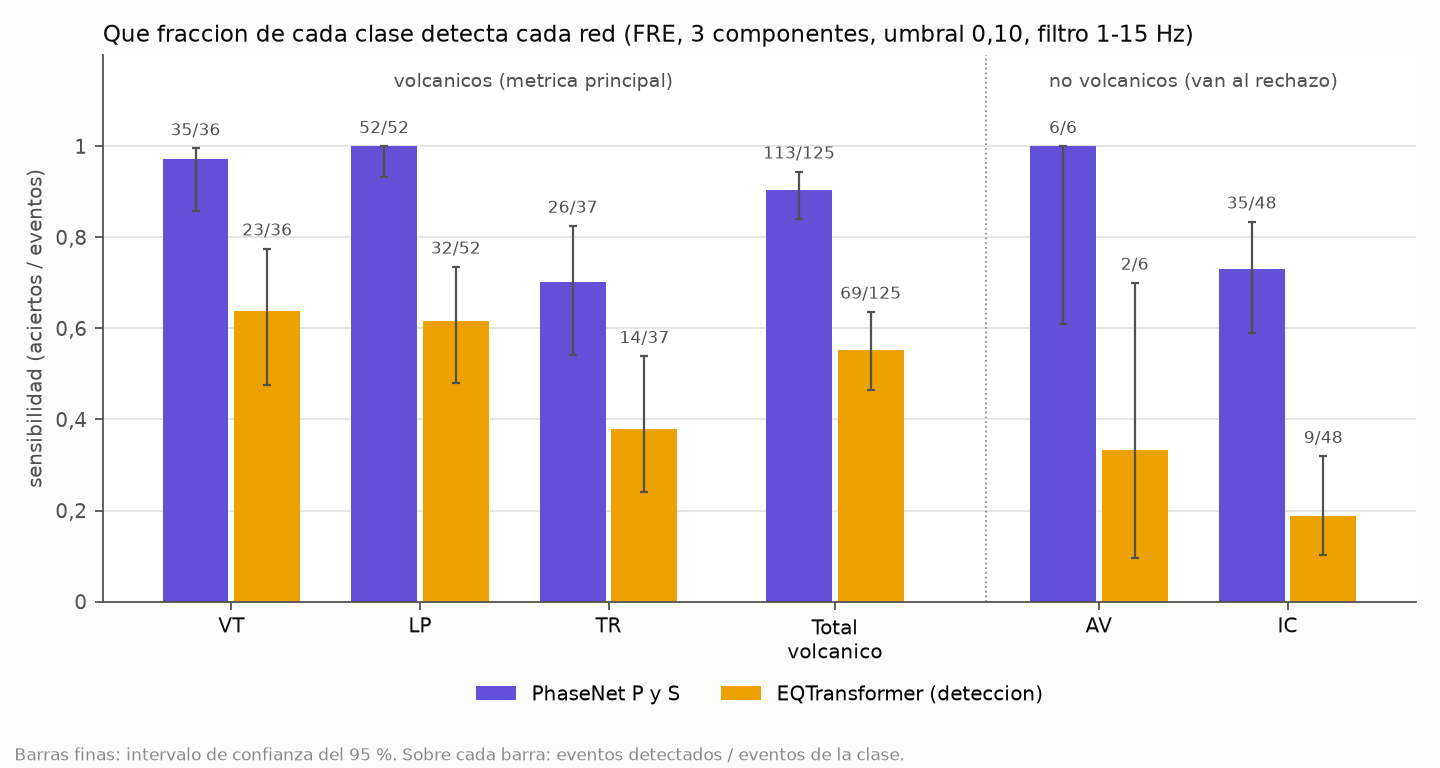 Que fraccion de cada clase detecta cada red (FRE, 3 componentes, umbral 0,10, filtro 1-15 Hz)
volcanicos (metrica principal)
no volcanicos (van al rechazo)
sensibilidad (aciertos / eventos)
1
0,8
0,6
0,4
0,2
0
35/36
23/36
52/52
32/52
26/37
14/37
113/125
69/125
6/6
2/6
35/48
9/48
VT
LP
TR
Total
volcanico
AV
IC
PhaseNet P y S
EQTransformer (deteccion)
Barras finas: intervalo de confianza del 95 %. Sobre cada barra: eventos detectados / eventos de la clase.